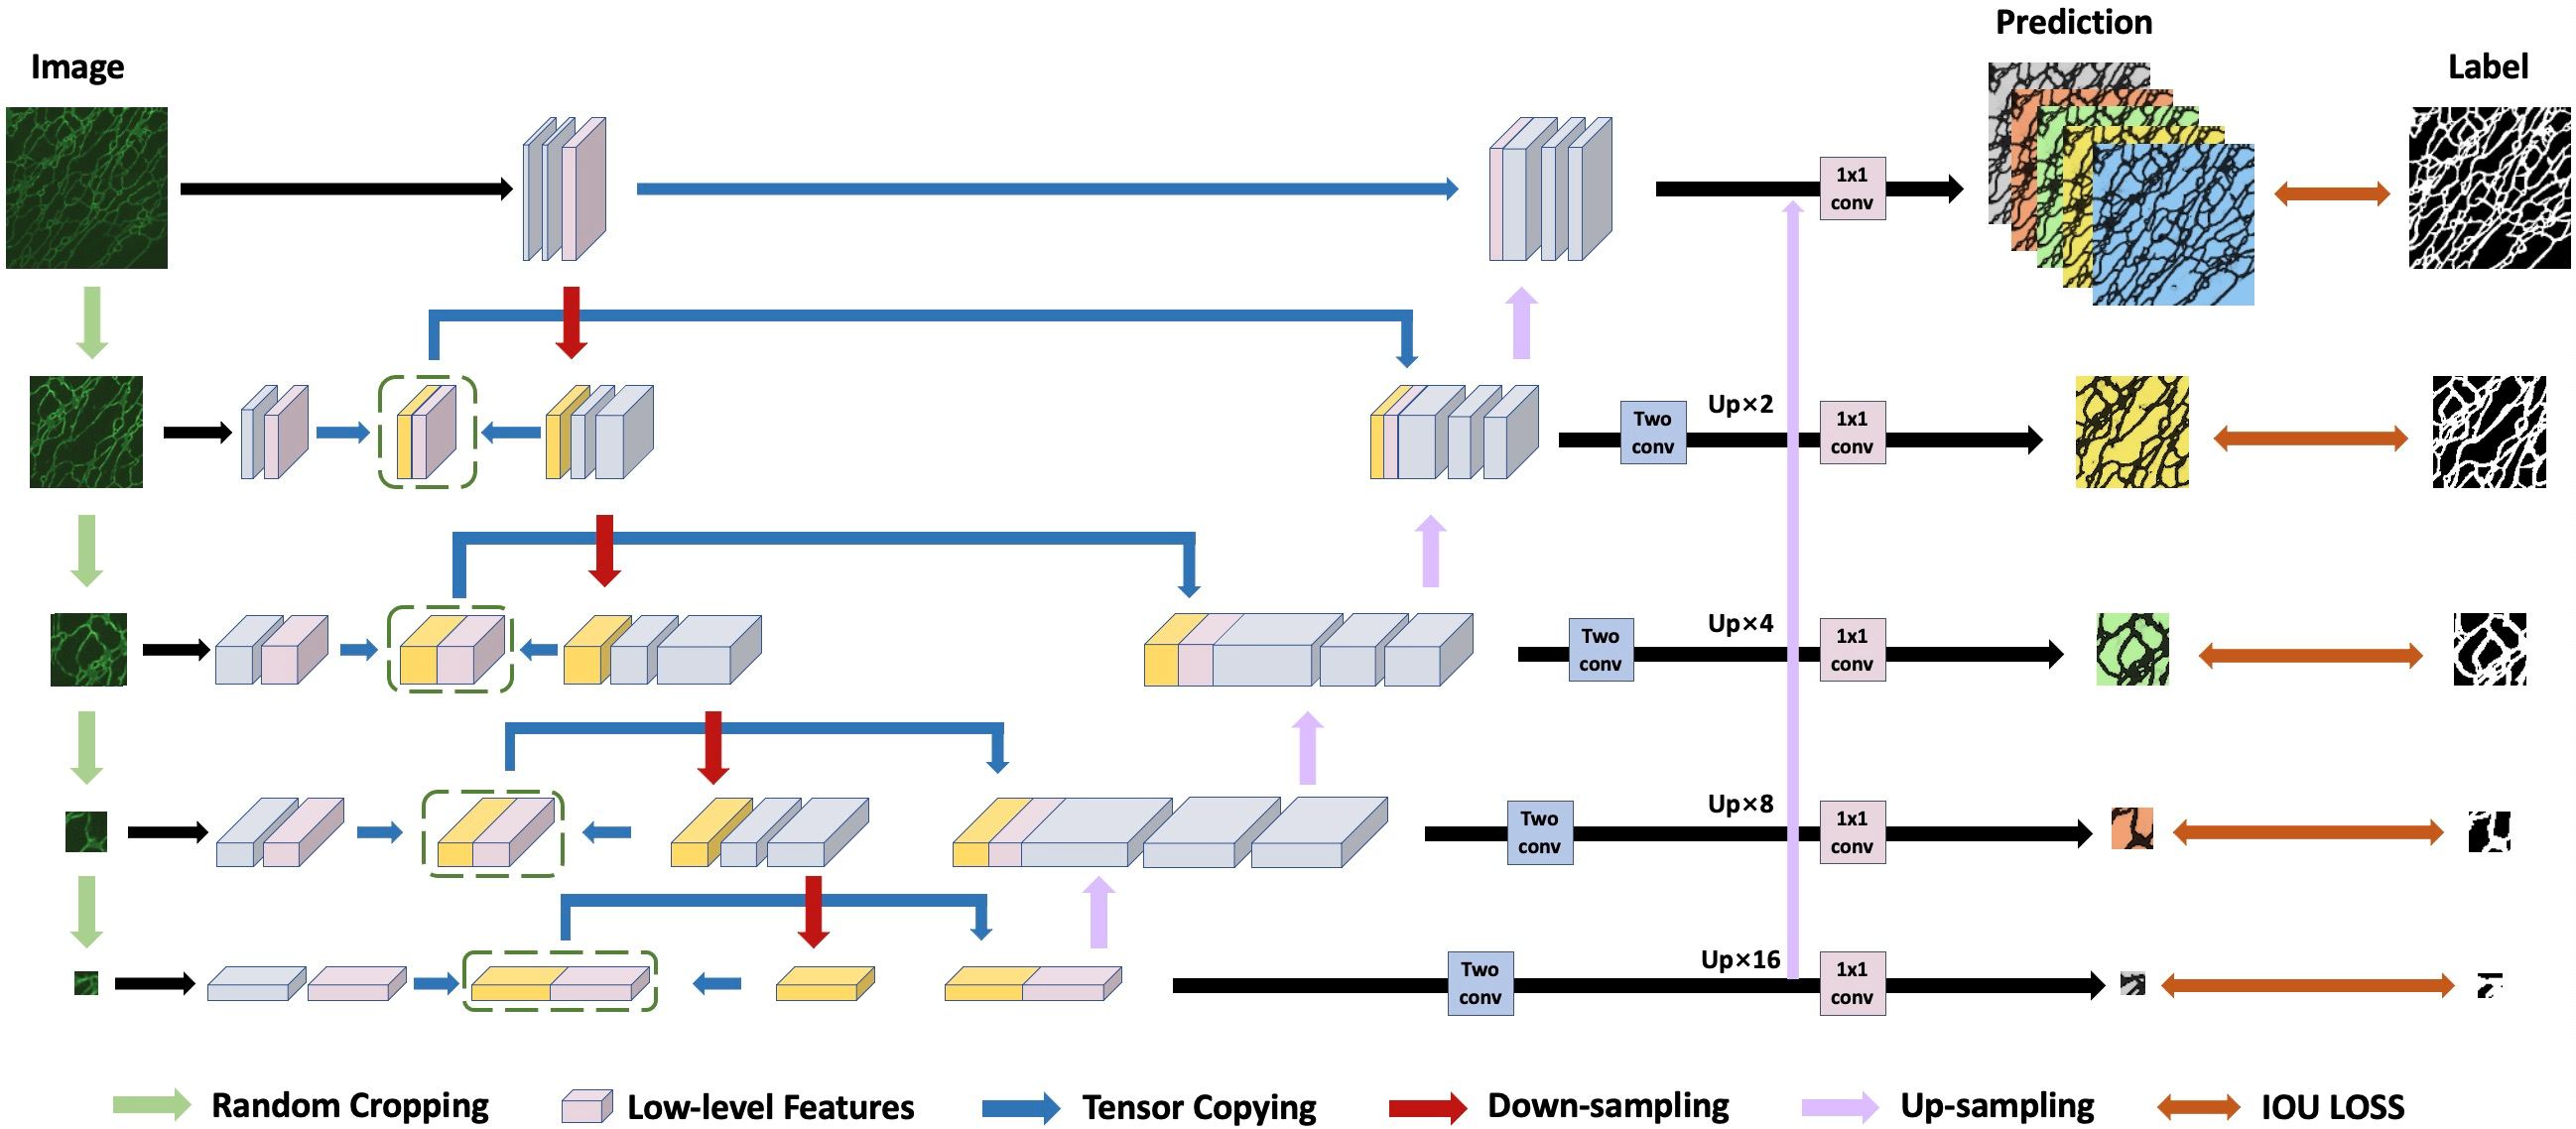 Prediction
Image
Label
1x1
conv
Up×2
Two
conv
1x1
conv
Up×4
Two
conv
1x1
conv
Up×8
Two
conv
1x1
conv
Up×16
Two
conv
1x1
conv
Random Cropping
Low-level Features
Tensor Copying
Down-sampling
Up-sampling
IOU LOSS